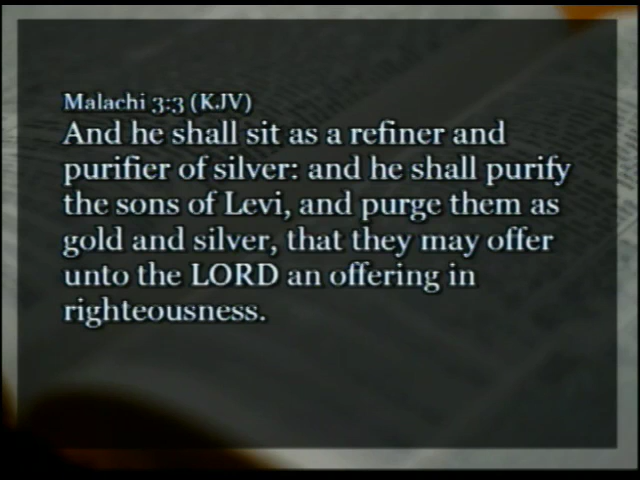 Malachi 3:3 (KJV)
And he shall sit as a refiner and
purifier of silver: and he shall purify
the sons of Levi, and purge them as
gold and silver, that they may offer
unto the LORD an offering in
righteousness.